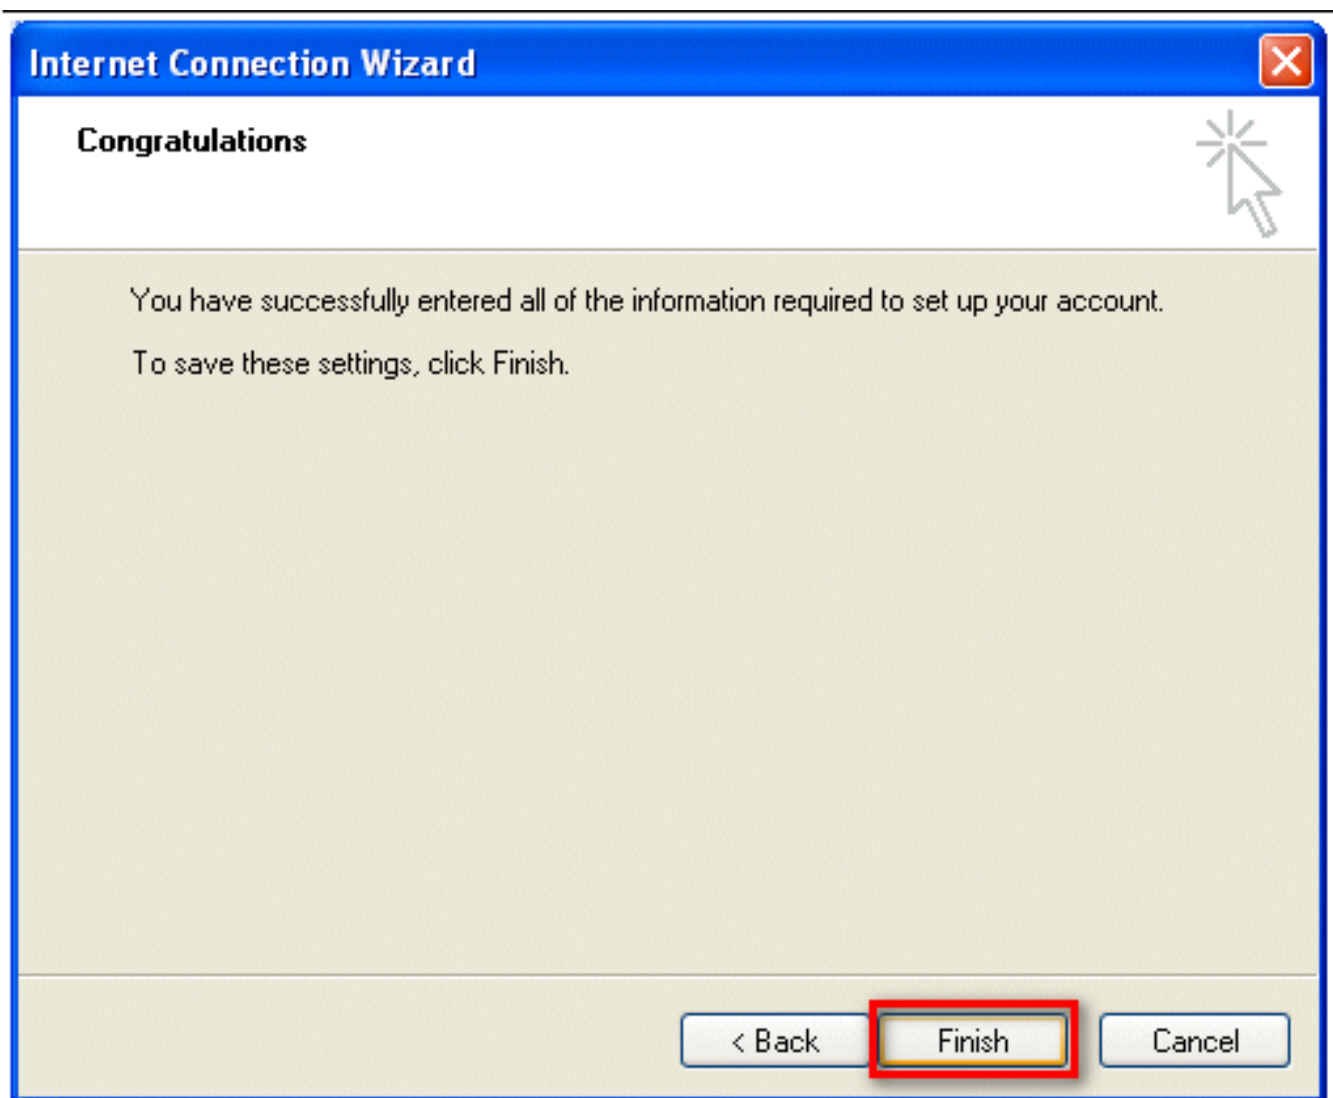 Internet Connection Wizard
Congratulations
You have successfully entered all of the information required to set up your account.
To save these settings, click Finish.
< Back
Finish
Cancel